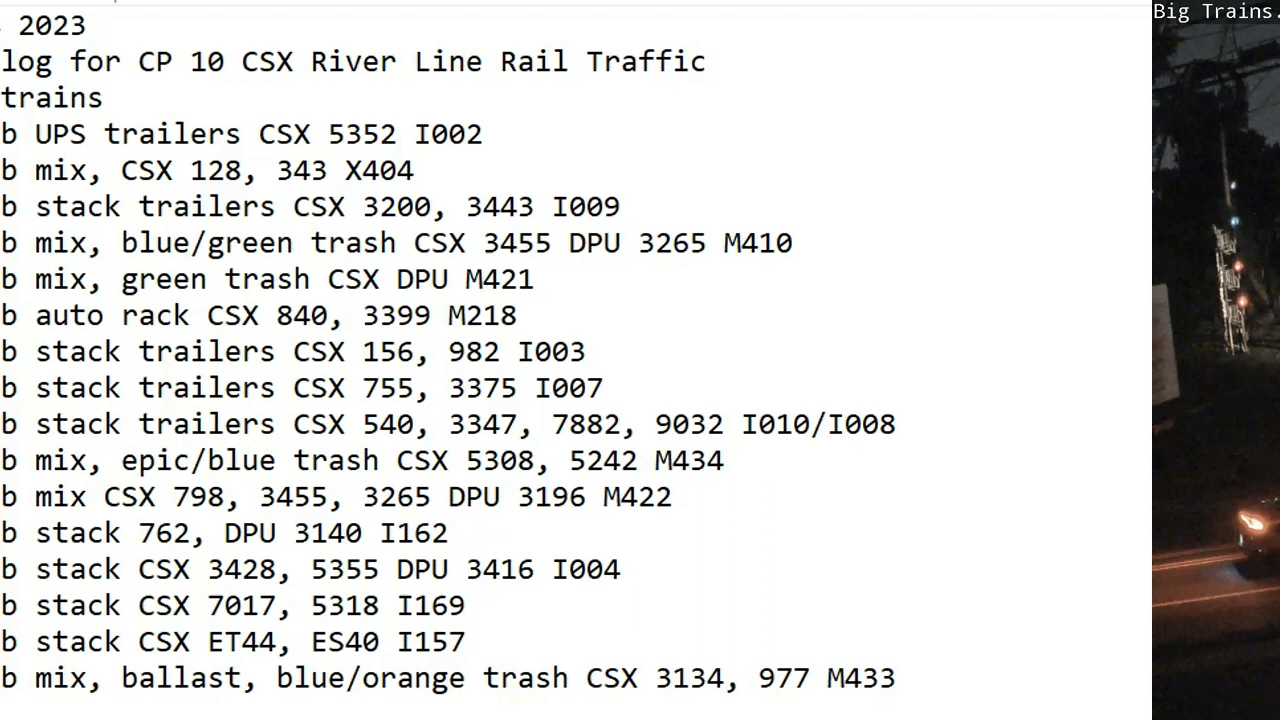 2023
log for CP 10 CSX River Line Rail Traffic
trains
b UPS trailers CSX 5352 I002
b mix, CSX 128, 343 X404
b stack trailers CSX 3200, 3443 I009
b mix, blue/green trash CSX 3455 DPU 3265 M410
b mix, green trash CSX DPU M421
b auto rack CSX 840, 3399 M218
b stack trailers CSX 156, 982 I003
b stack trailers CSX 755, 3375 I007
b stack trailers CSX 540, 3347, 7882, 9032 I010/I008
b mix, epic/blue trash CSX 5308, 5242 M434
b mix CSX 798, 3455, 3265 DPU 3196 M422
b stack 762, DPU 3140 I162
b stack CSX 3428, 5355 DPU 3416 I004
b stack CSX 7017, 5318 I169
b stack CSX ET44, ES40 I157
b mix, ballast, blue/orange trash CSX 3134, 977 M433
Big Trains.